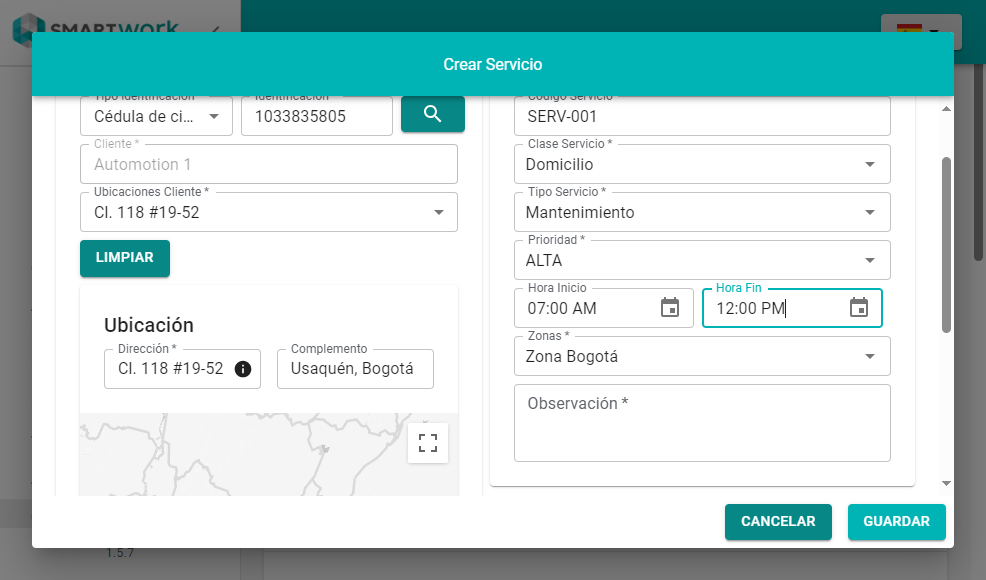 SMARTWORK
Crear Servicio
Tipo Identificación
Cédula de ci...
Identificación
1033835805
Cliente *
Automotion 1
Ubicaciones Cliente *
Cl. 118 #19-52
LIMPIAR
Ubicación
Dirección *
Cl. 118 #19-52
Complemento
Usaquén, Bogotá
Código Servicio
SERV-001
Clase Servicio *
Domicilio
Tipo Servicio *
Mantenimiento
Prioridad *
ALTA
Hora Inicio
07:00 AM
Hora Fin
12:00 PM
Zonas *
Zona Bogotá
Observación *
CANCELAR
GUARDAR
1.5.7